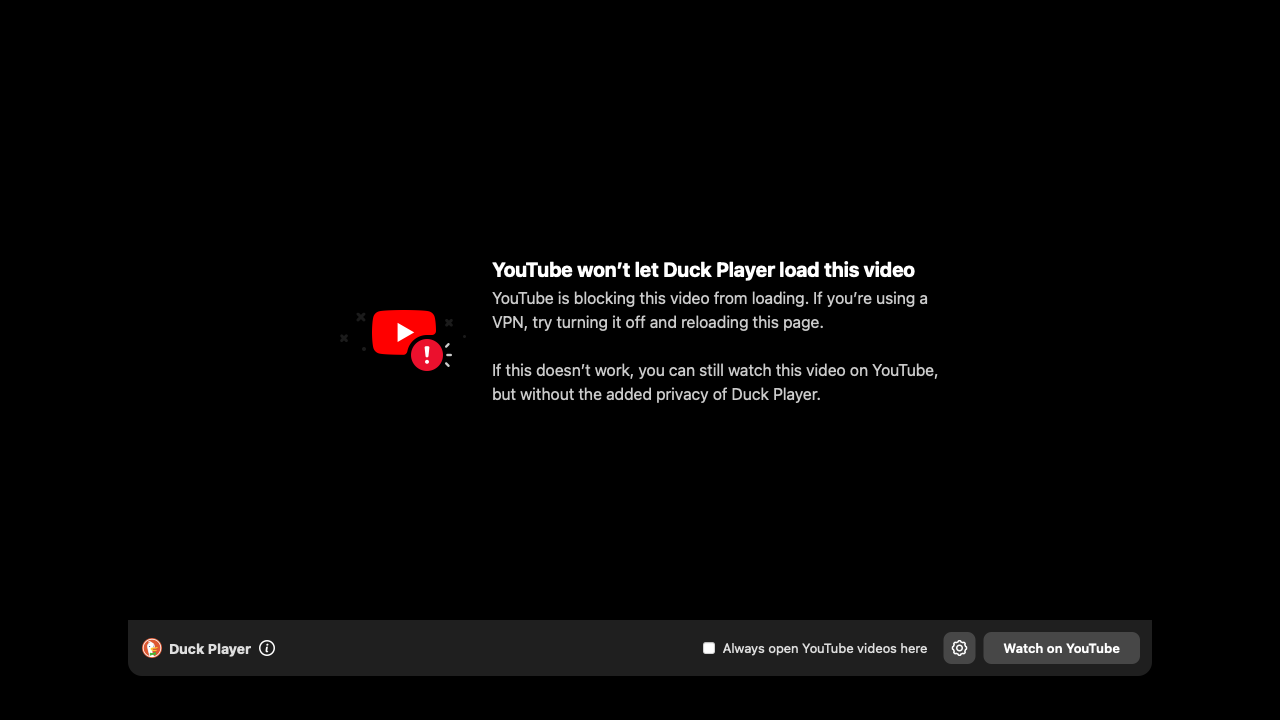 YouTube won’t let Duck Player load this video
YouTube is blocking this video from loading. If you’re using a
VPN, try turning it off and reloading this page.
If this doesn’t work, you can still watch this video on YouTube,
but without the added privacy of Duck Player.
Duck Player
Always open YouTube videos here
Watch on YouTube